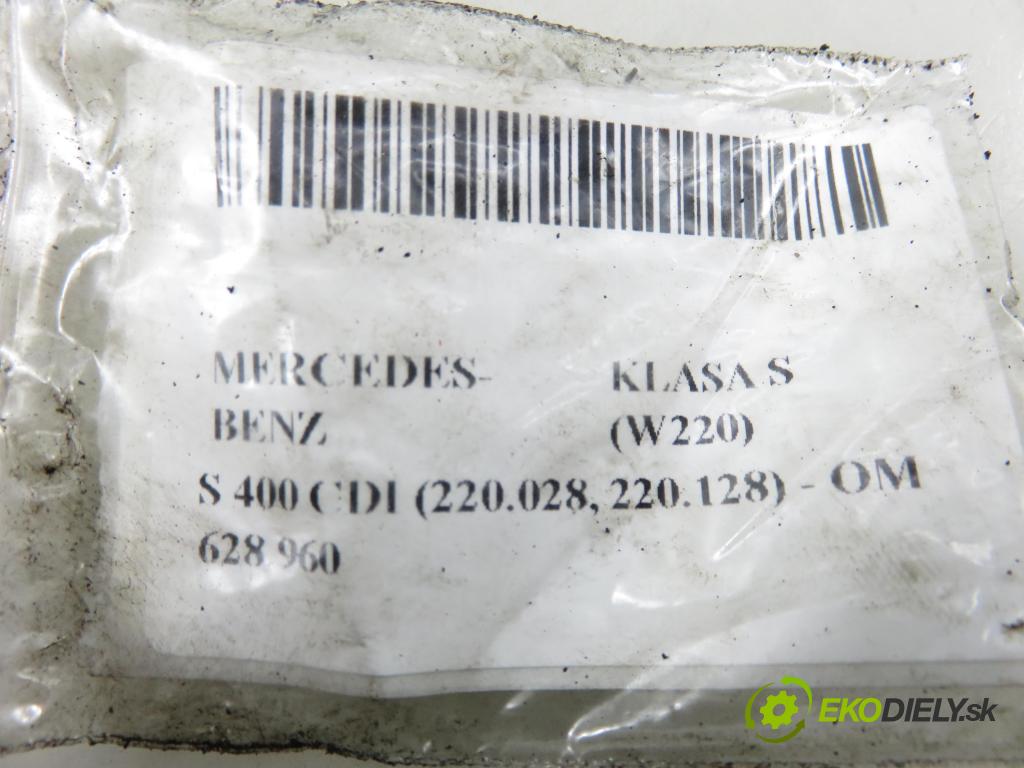 MERCEDES- KLASA S
BENZ (W220)
S 400 CDI (220.028, 220.128) - OM
628 960
EKODIELY.sk